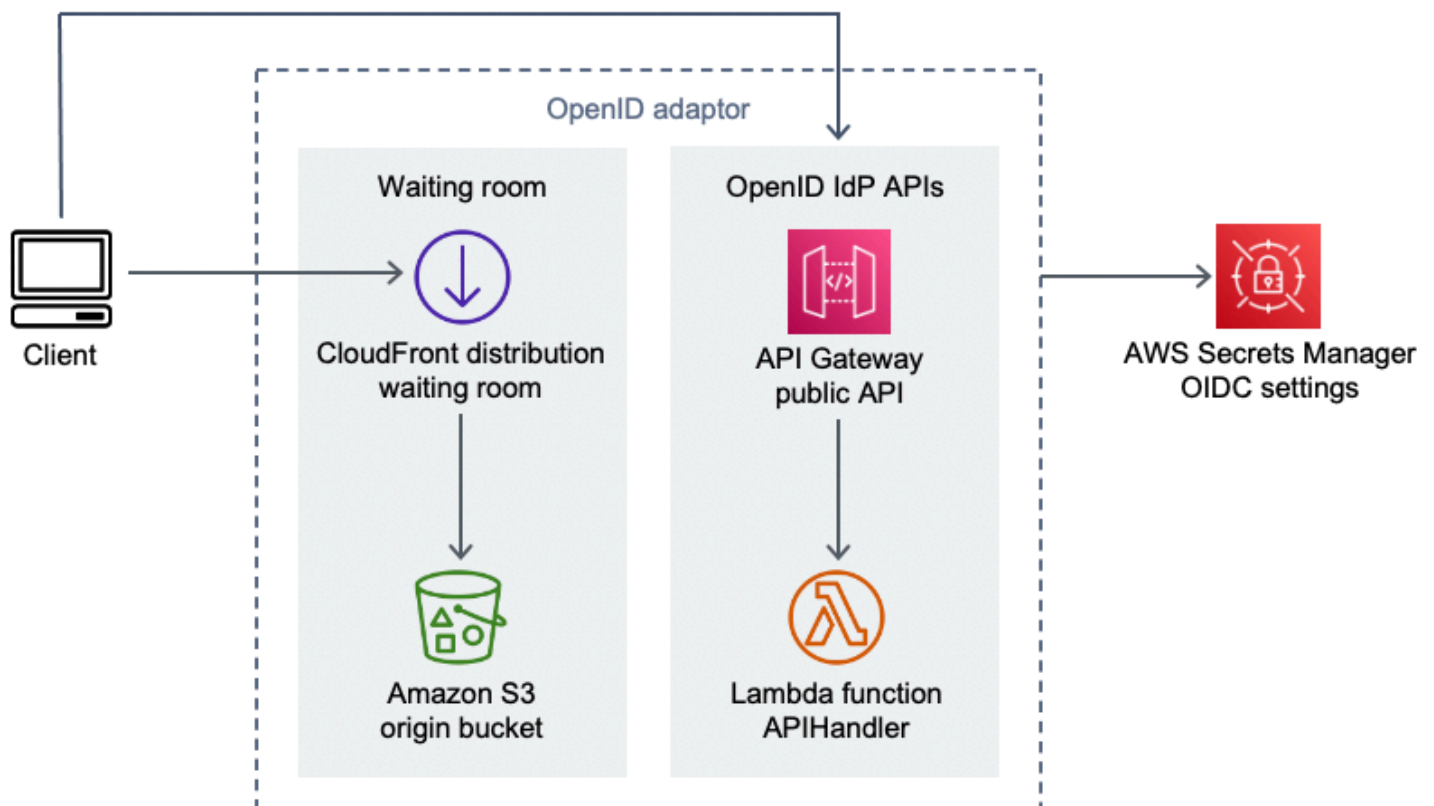 OpenID adaptor
Waiting room
OpenID IdP APIs
Client
CloudFront distribution
waiting room
API Gateway
public API
AWS Secrets Manager
OIDC settings
Amazon S3
origin bucket
Lambda function
APIHandler